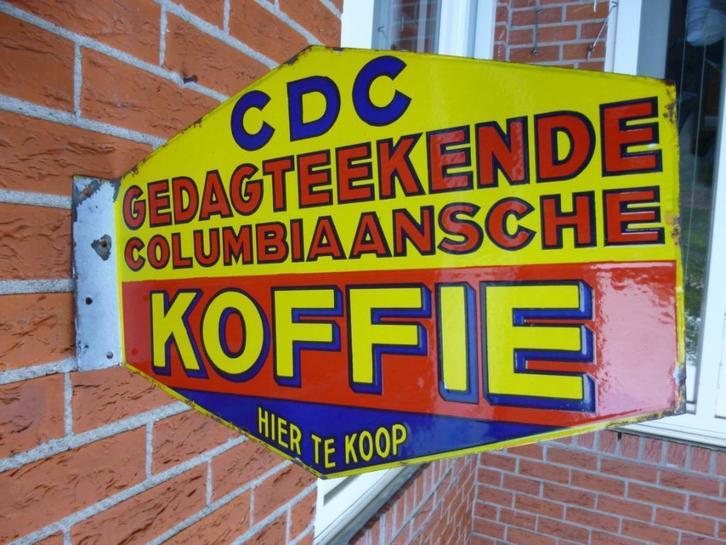 CDC
GEDAGTEEKENDE
COLUMBIAANSCHE
KOFFIE
HIER TE KOOP